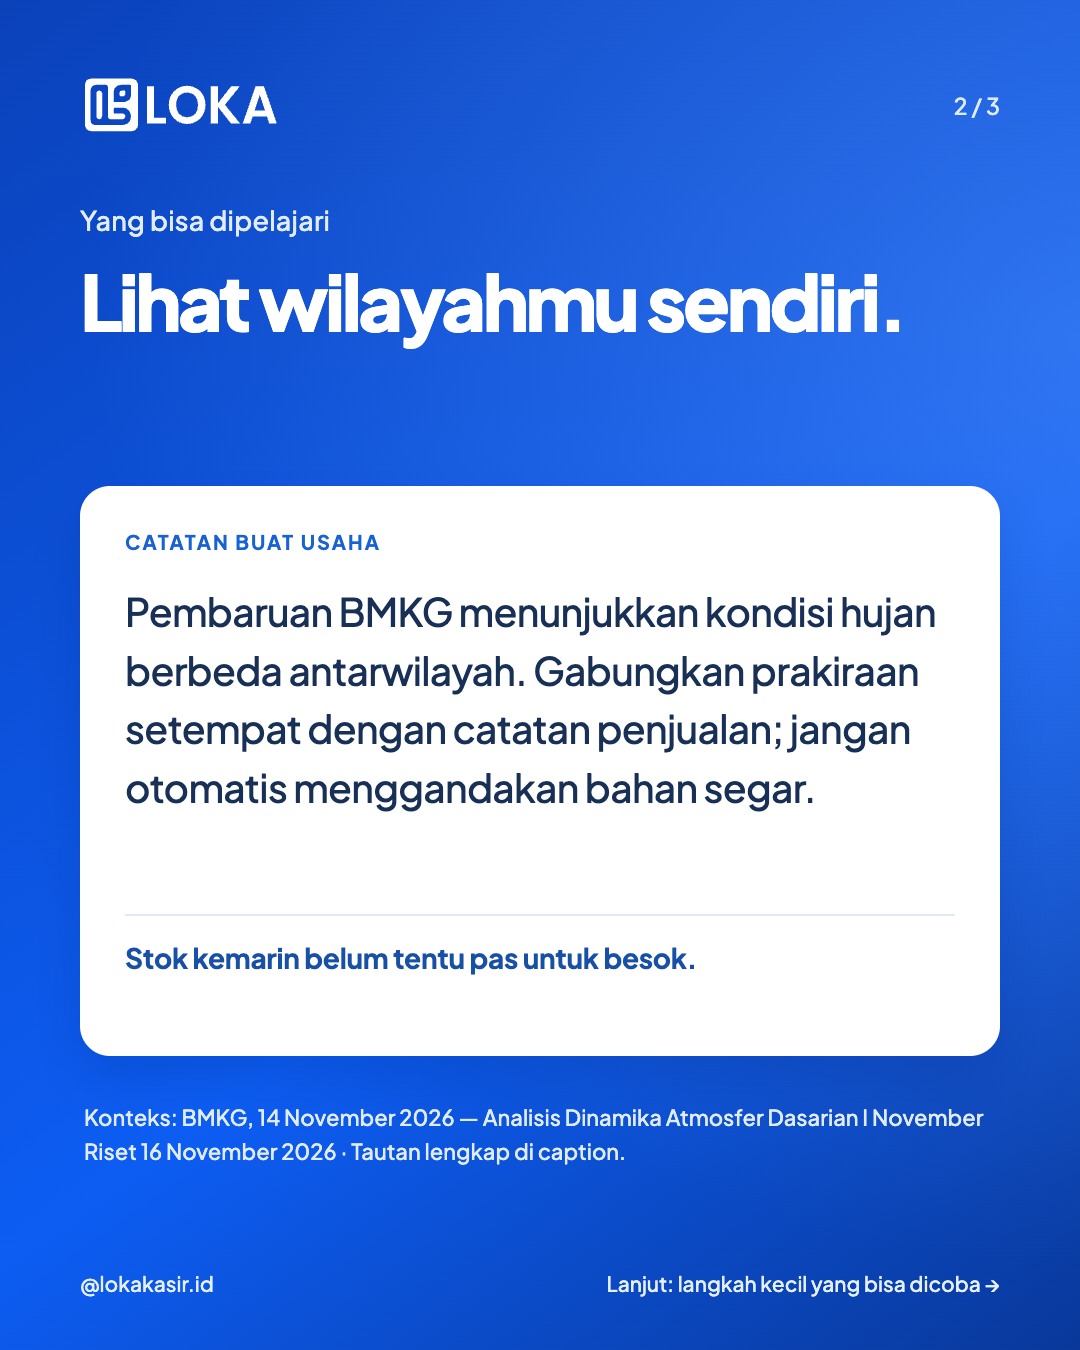 LOKA
2 / 3
Yang bisa dipelajari
Lihat wilayahmu sendiri.
CATATAN BUAT USAHA
Pembaruan BMKG menunjukkan kondisi hujan
berbeda antarwilayah. Gabungkan prakiraan
setempat dengan catatan penjualan; jangan
otomatis menggandakan bahan segar.
Stok kemarin belum tentu pas untuk besok.
Konteks: BMKG, 14 November 2026 — Analisis Dinamika Atmosfer Dasarian I November
Riset 16 November 2026 · Tautan lengkap di caption.
@lokakasir.id
Lanjut: langkah kecil yang bisa dicoba →